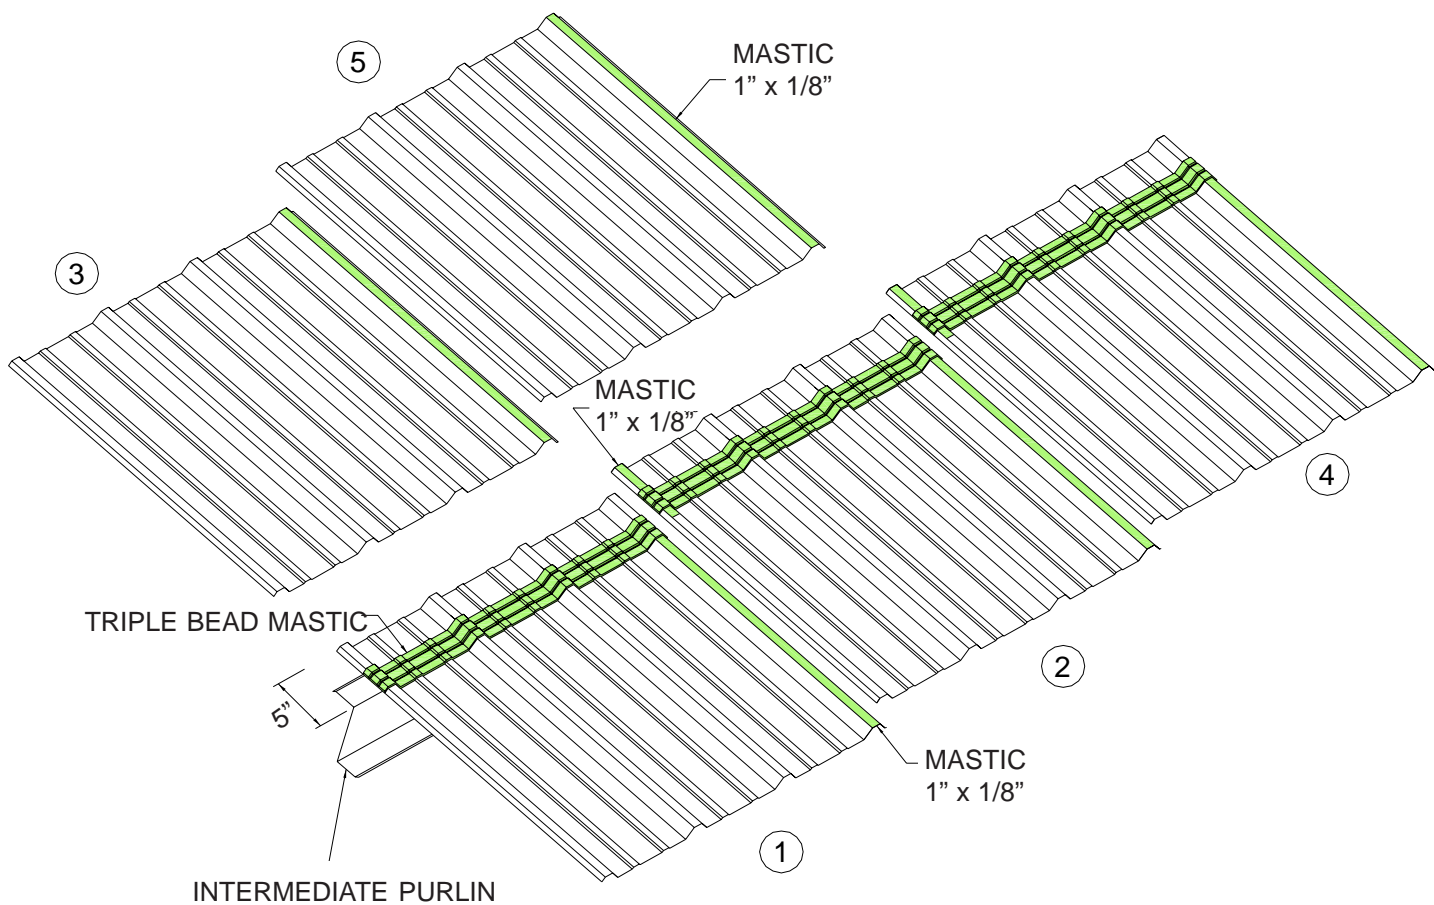 5
MASTIC
1” x 1/8”
3
MASTIC
1” x 1/8”
4
TRIPLE BEAD MASTIC
2
5”
MASTIC
1” x 1/8”
1
INTERMEDIATE PURLIN